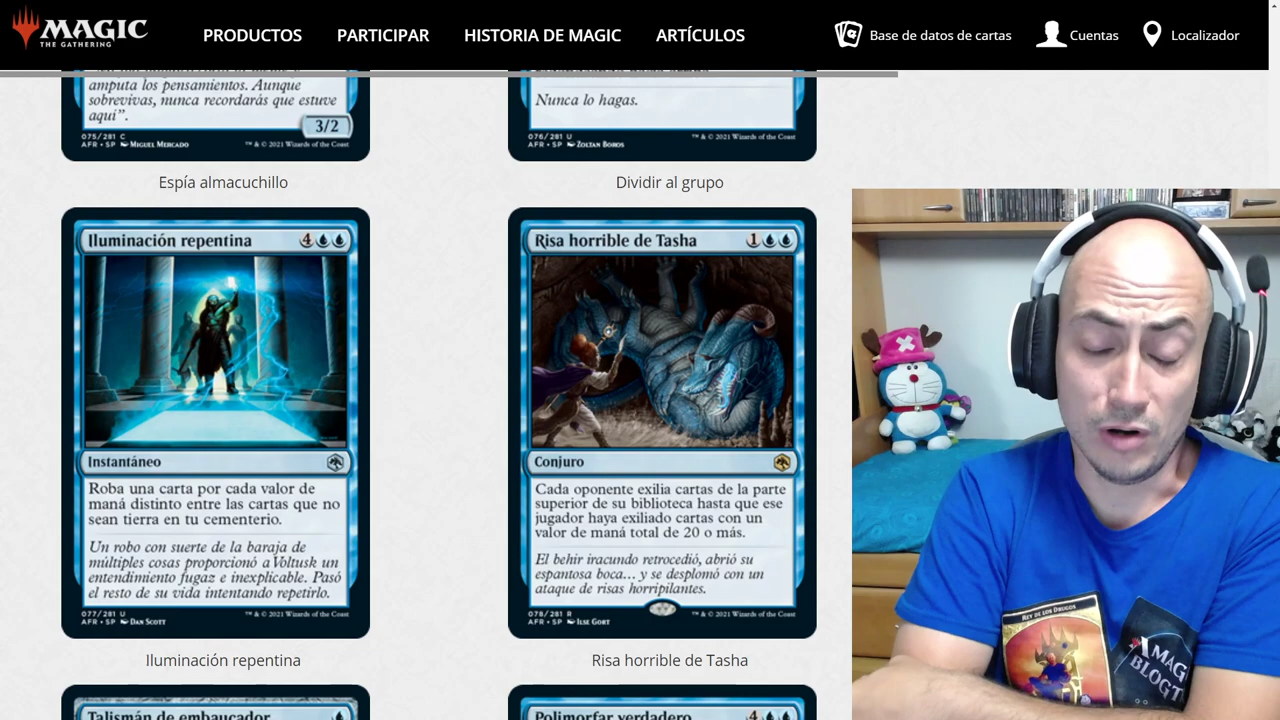 MAGIC
THE GATHERING
PRODUCTOS
PARTICIPAR
HISTORIA DE MAGIC
ARTÍCULOS
Base de datos de cartas
Cuentas
Localizador
amputa los pensamientos. Aunque
sobrevivas, nunca recordarás que estuve
aquí”.
3/2
075/281 C
AFR • SP MIGUEL MERCADO
™ & © 2021 Wizards of the Coast
Nunca lo hagas.
076/281 U
AFR • SP ZOLTAN BOROS
™ & © 2021 Wizards of the Coast
Espía almacuchillo
Dividir al grupo
Iluminación repentina
4
Instantáneo
Roba una carta por cada valor de
maná distinto entre las cartas que no
sean tierra en tu cementerio.
Un robo con suerte de la baraja de
múltiples cosas proporcionó a Voltusk un
entendimiento fugaz e inexplicable. Pasó
el resto de su vida intentando repetirlo.
077/281 U
AFR • SP DAN SCOTT
™ & © 2021 Wizards of the Coast
Iluminación repentina
Risa horrible de Tasha
1
Conjuro
Cada oponente exilia cartas de la parte
superior de su biblioteca hasta que ese
jugador haya exiliado cartas con un
valor de maná total de 20 o más.
El behir iracundo retrocedió, abrió su
espantosa boca... y se desplomó con un
ataque de risas horripilantes.
078/281 R
AFR • SP ILSE GORT
™ & © 2021 Wizards of the Coast
Risa horrible de Tasha
Talismán de embaucador
Polimorfar verdadero
4
REY DE LOS DRUGOS
MAG
BLOGT